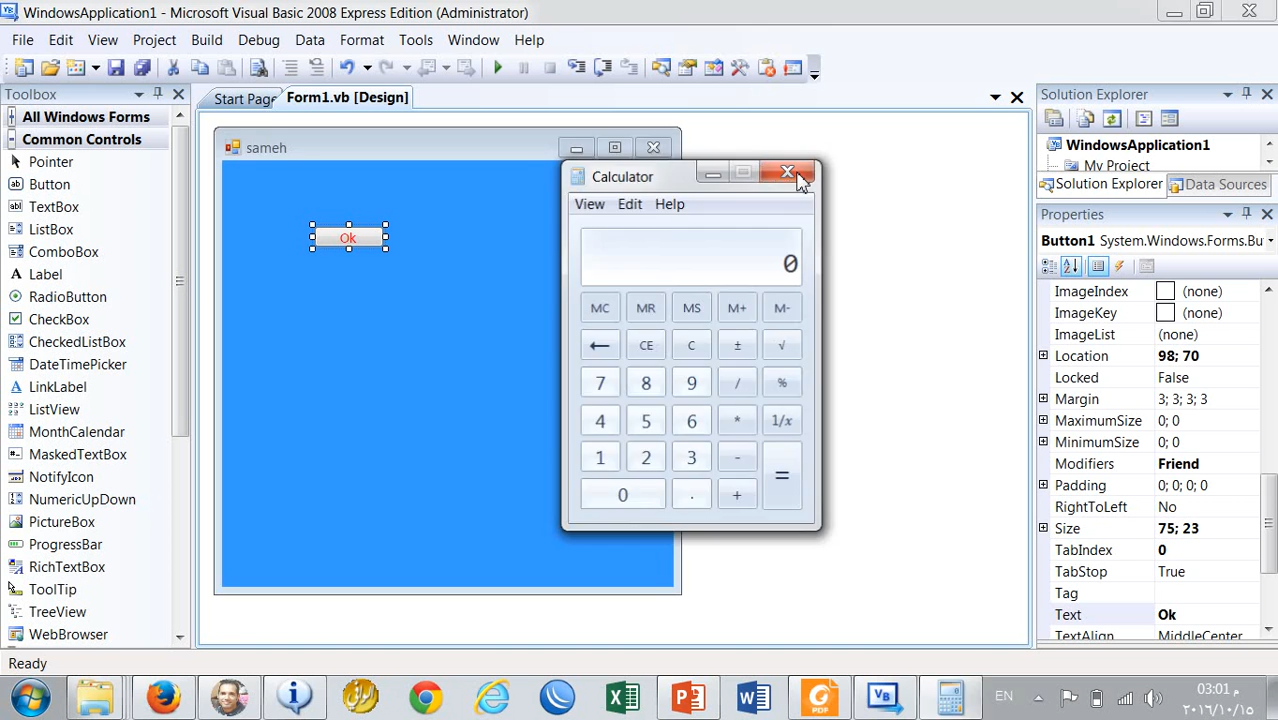 WindowsApplication1 - Microsoft Visual Basic 2008 Express Edition (Administrator)
File Edit View Project Build Debug Data Format Tools Window Help
Toolbox
Start Page Form1.vb [Design]
Solution Explorer
All Windows Forms
Common Controls
Pointer
Button
TextBox
ListBox
ComboBox
Label
RadioButton
CheckBox
CheckedListBox
DateTimePicker
LinkLabel
ListView
MonthCalendar
MaskedTextBox
NotifyIcon
NumericUpDown
PictureBox
ProgressBar
RichTextBox
ToolTip
TreeView
WebBrowser
sameh
Ok
Calculator
View Edit Help
0
MC MR MS M+ M-
← CE C ± √
7 8 9 / %
4 5 6 * 1/x
1 2 3 - =
0 . +
WindowsApplication1
My Project
Solution Explorer Data Sources
Properties
Button1 System.Windows.Forms.Bu
ImageIndex (none)
ImageKey (none)
ImageList (none)
Location 98; 70
Locked False
Margin 3; 3; 3; 3
MaximumSize 0; 0
MinimumSize 0; 0
Modifiers Friend
Padding 0; 0; 0; 0
RightToLeft No
Size 75; 23
TabIndex 0
TabStop True
Tag
Text Ok
TextAlign MiddleCenter
Ready
PDF
VB
EN
03:01 م
٢٠١٦/١٠/١٥